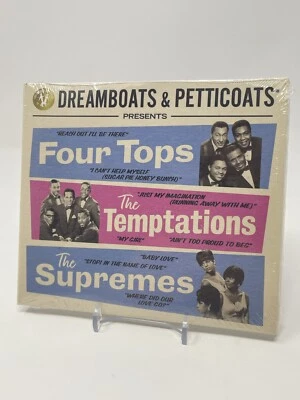 DREAMBOATS & PETTICOATS
PRESENTS
"REACH OUT I'LL BE THERE"
Four Tops
"I CAN'T HELP MYSELF
(SUGAR PIE HONEY BUNCH)"
"JUST MY IMAGINATION
(RUNNING AWAY WITH ME)"
The
Temptations
"MY GIRL"
"AIN'T TOO PROUD TO BEG"
The
"BABY LOVE"
"STOP! IN THE NAME OF LOVE"
Supremes
"WHERE DID OUR
LOVE GO?"